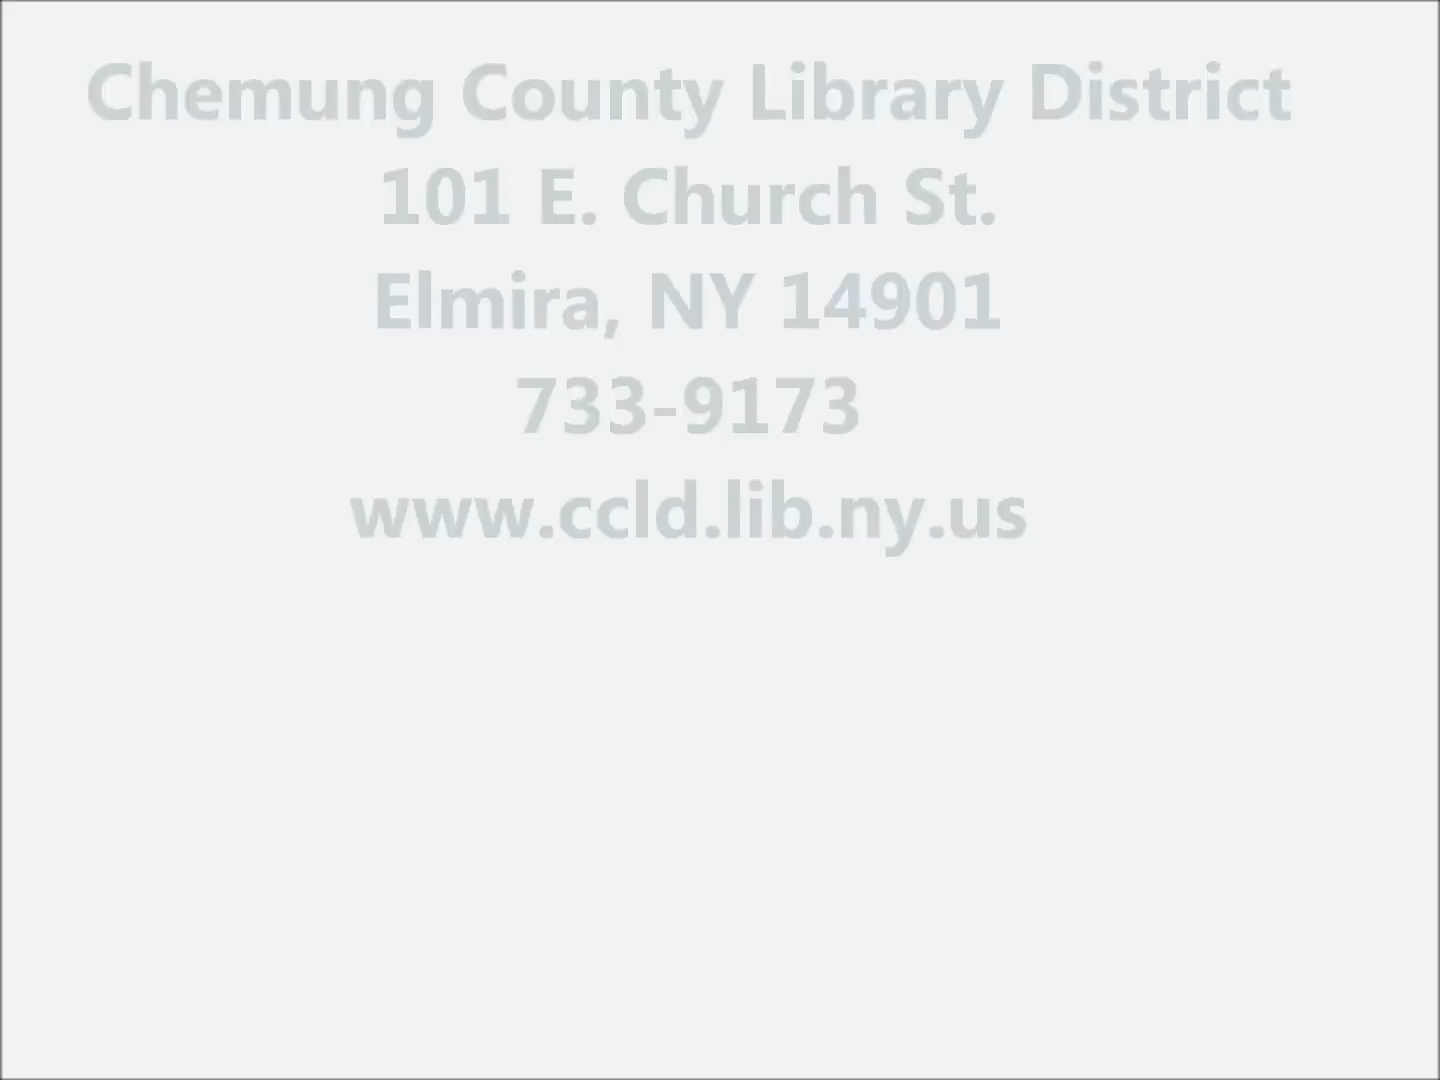 Chemung County Library District
101 E. Church St.
Elmira, NY 14901
733-9173
www.ccld.lib.ny.us